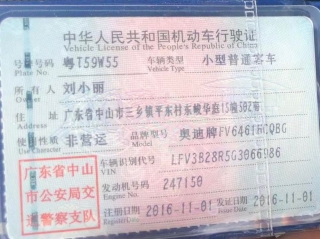 中华人民共和国机动车行驶证
Vehicle License of the People's Republic of China
号牌号码 粤T59W55 车辆类型 小型普通客车
Plate No. Vehicle Type
所有人 刘小丽
Owner
住址 广东省中山市三乡镇平东村东峻华庭15幢502房
Address
使用性质 非营运 品牌型号 奥迪牌FV6461HCQBG
Use Character Model
车辆识别代号 LFV3B28R5G3066986
VIN
发动机号码 247150
Engine No.
注册日期 2016-11-01 发证日期 2016-11-01
Register Date Issue Date
广东省中山
市公安局交
通警察支队